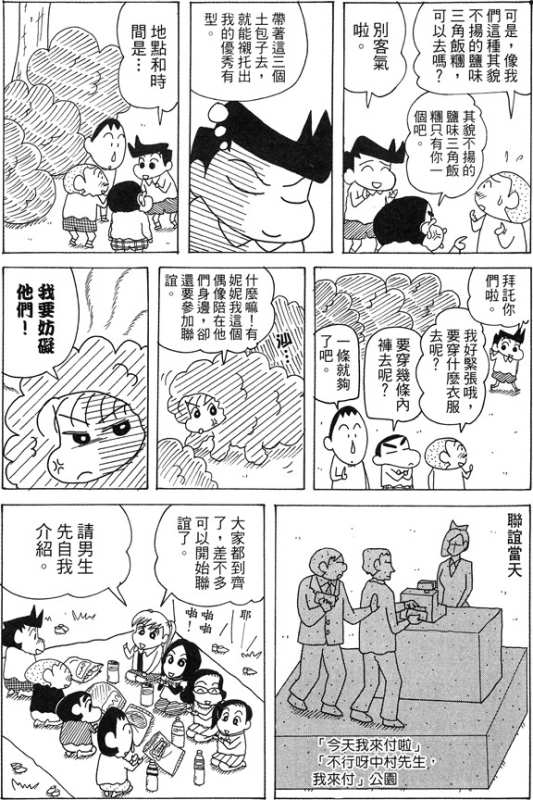 可是，像我
們這種其貌
不揚的鹽味
三角飯糰，
可以去嗎？
其貌不揚的
鹽味三角飯
糰只有你一
個吧。
別客氣
啦。
帶著這三個
土包子去，
就能襯托出
我的優秀有
型。
地點和時
間是…
拜託你
們啦。
我好緊張哦，
要穿什麼衣服
去呢？
要穿幾條內
褲去呢？
一條就夠
了吧。
什麼嘛！有
妮妮我這個
偶像陪在他
們身邊，卻
還要參加聯
誼。
汕…
我要妨礙
他們！
聯誼當天
「今天我來付啦」
「不行呀中村先生，
我來付」公園
大家都到齊
了，差不多
可以開始聯
誼了。
耶
啪
啪
啪
請男生
先自我
介紹。